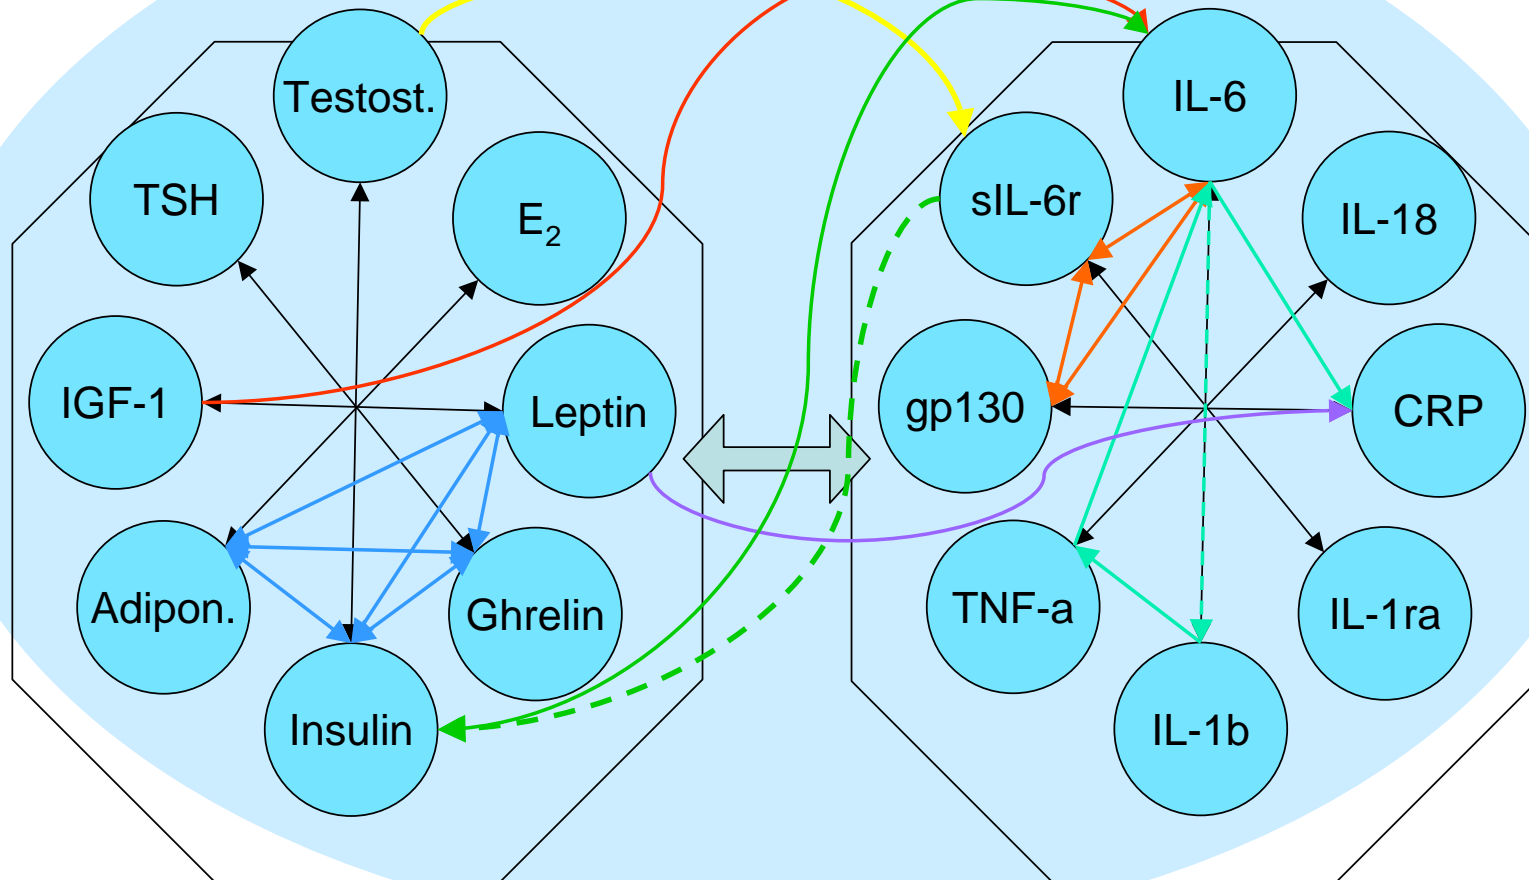 Testost.
TSH
E₂
IGF-1
Leptin
Adipon.
Ghrelin
Insulin
IL-6
sIL-6r
IL-18
gp130
CRP
TNF-a
IL-1ra
IL-1b